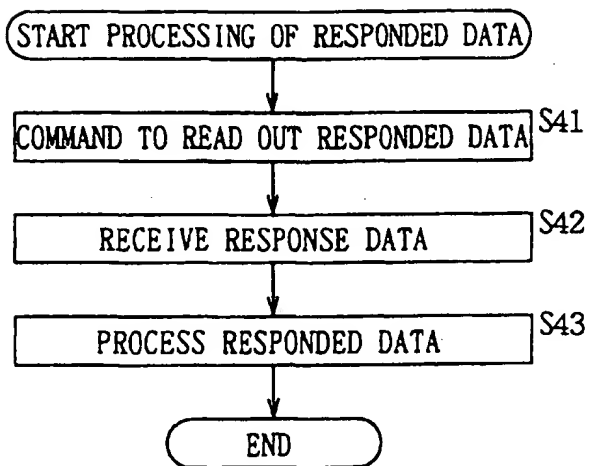 START PROCESSING OF RESPONDED DATA
COMMAND TO READ OUT RESPONDED DATA
S41
RECEIVE RESPONSE DATA
S42
PROCESS RESPONDED DATA
S43
END